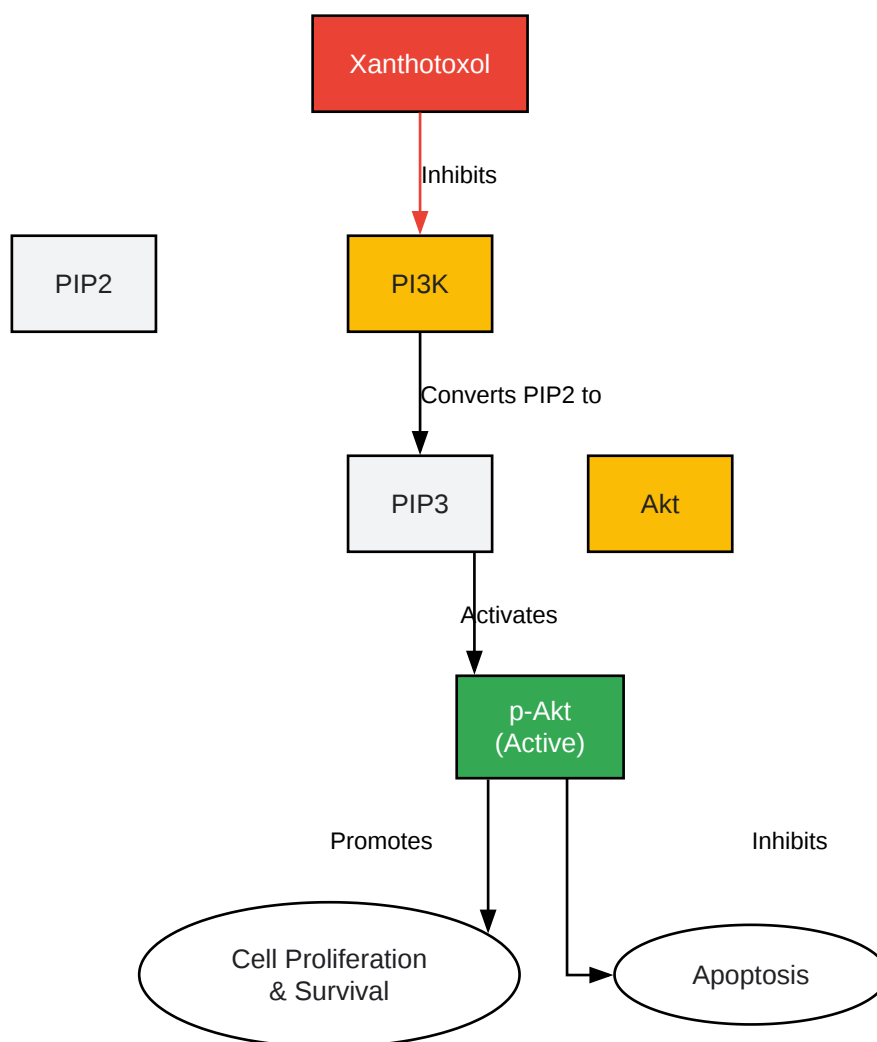 Xanthotoxol
Inhibits
PIP2
PI3K
Converts PIP2 to
PIP3
Akt
Activates
p-Akt
(Active)
Promotes
Inhibits
Cell Proliferation
& Survival
Apoptosis